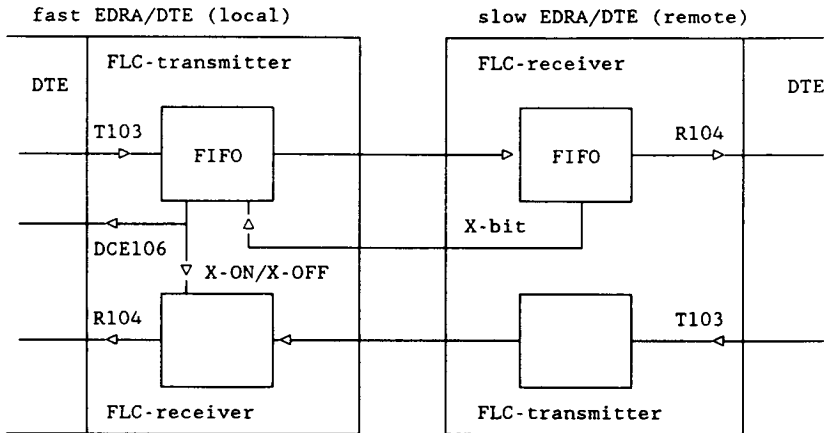 fast EDRA/DTE (local)
slow EDRA/DTE (remote)
FLC-transmitter
FLC-receiver
DTE
DTE
T103
FIFO
FIFO
R104
X-bit
DCE106
X-ON/X-OFF
R104
T103
FLC-receiver
FLC-transmitter